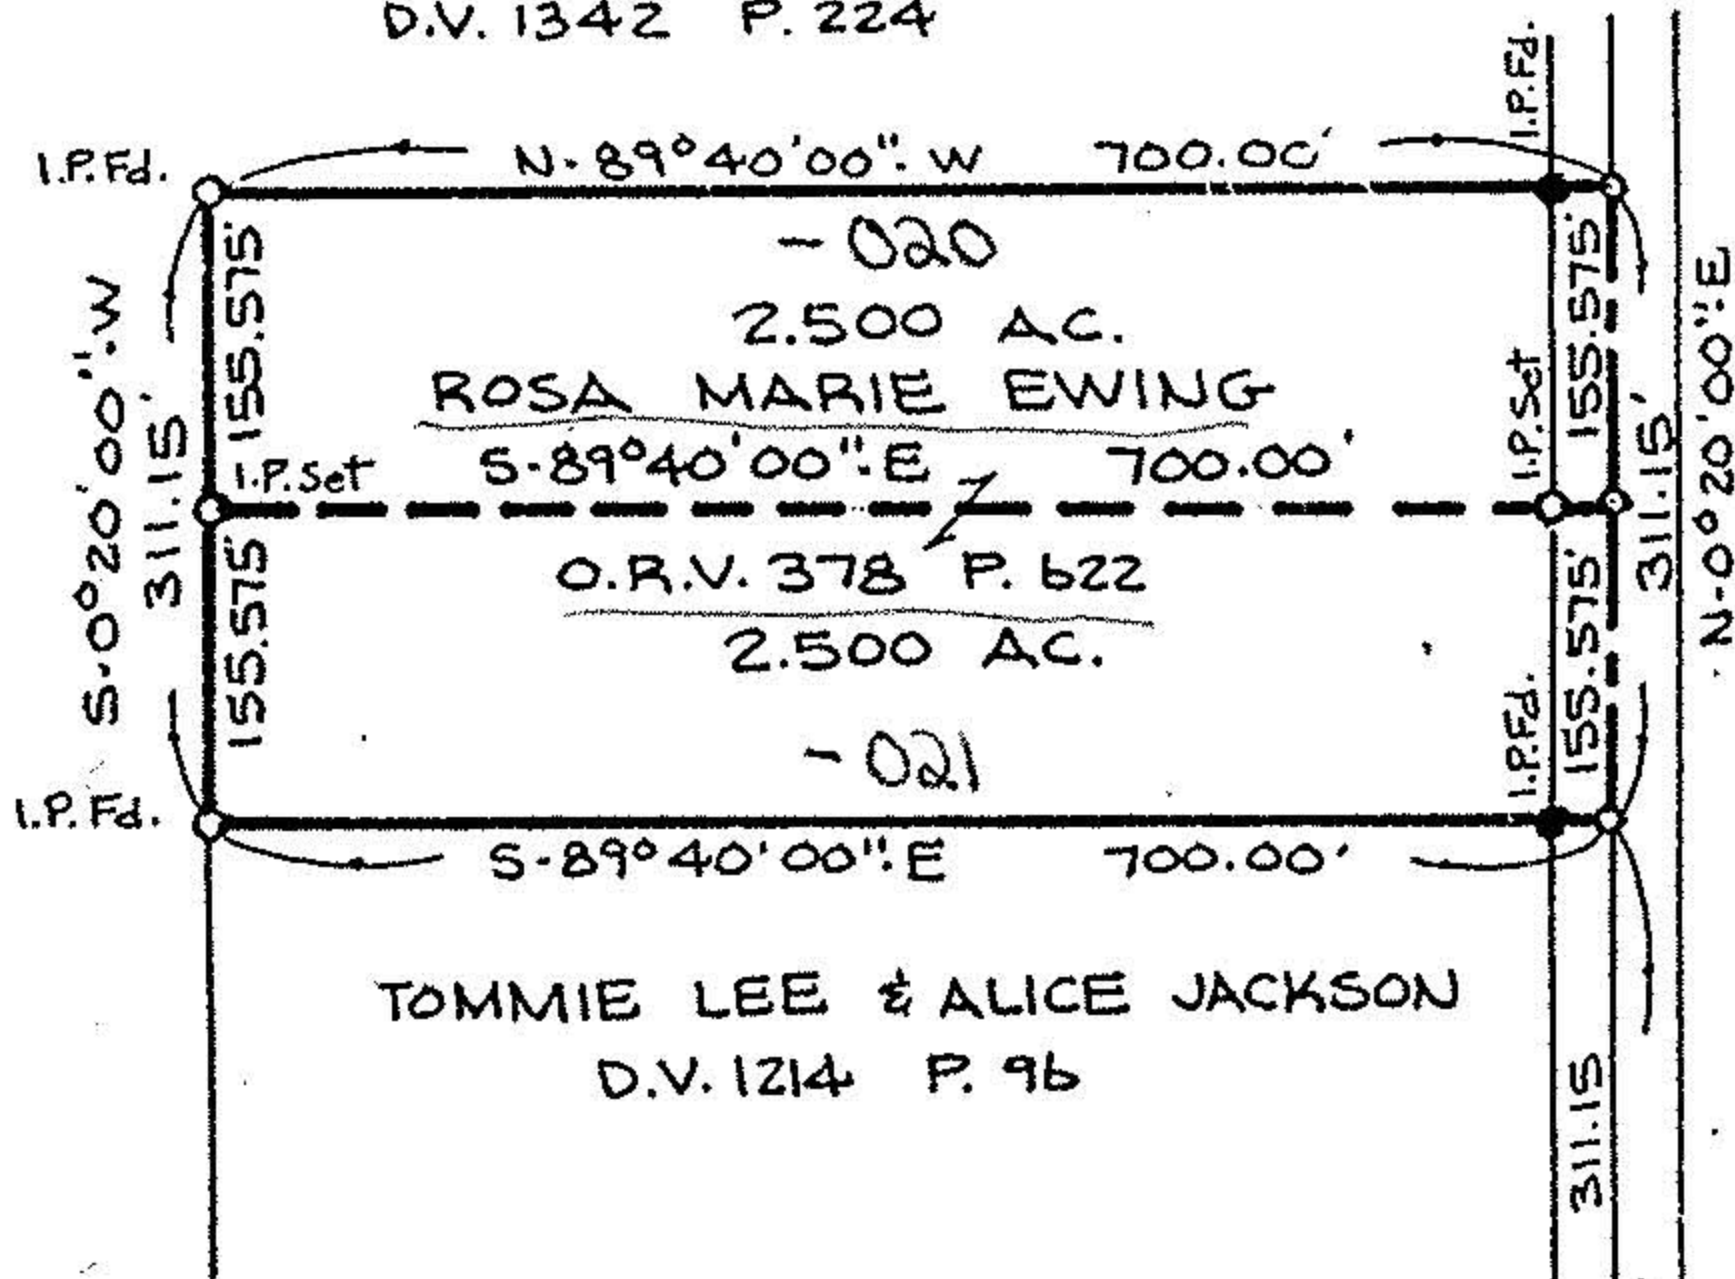 D.V. 1342 P. 224
I.P. Fd.
I.P. Fd.
N-89°40'00"-W 700.00'
-020
2.500 AC.
ROSA MARIE EWING
S-89°40'00"-E 700.00'
I.P. Set
I.P. Set
O.R.V. 378 P. 622
2.500 AC.
-021
I.P. Fd.
I.P. Fd.
S-89°40'00"-E 700.00'
S-0°20'00"-W
311.15'
155.575'
155.575'
155.575'
155.575'
311.15'
N-0°20'00"-E
TOMMIE LEE & ALICE JACKSON
D.V. 1214 P. 96
311.15